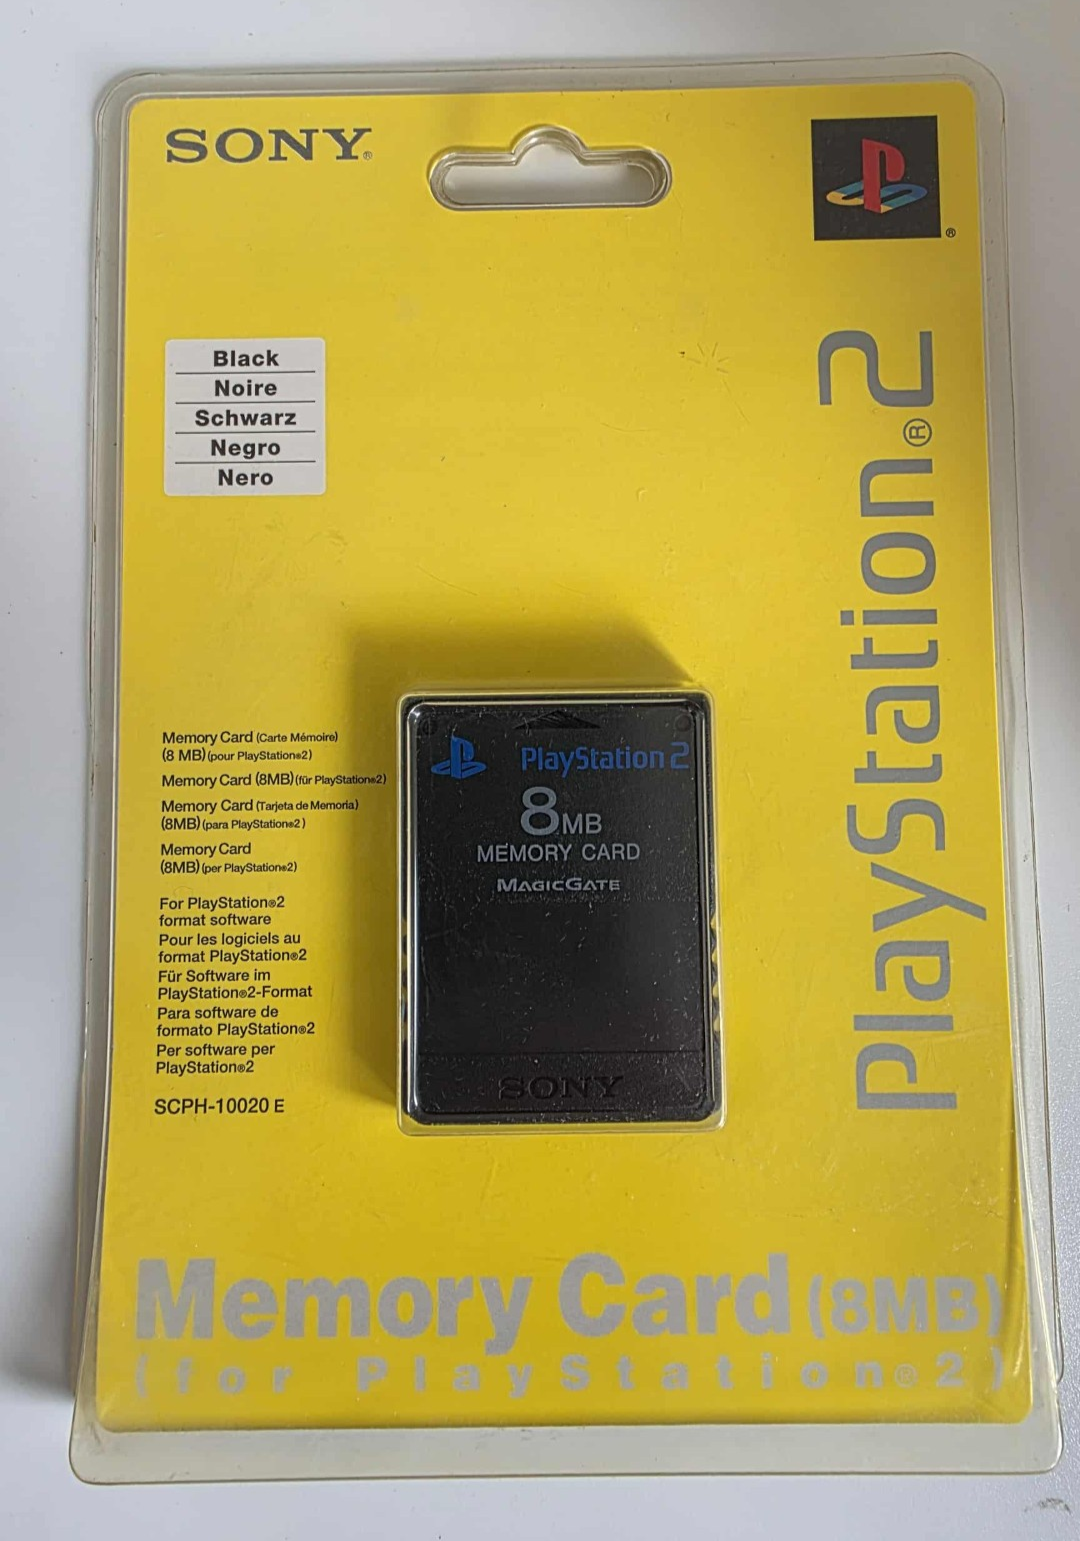 SONY®
®
Black
Noire
Schwarz
Negro
Nero
PlayStation®2
Memory Card (Carte Mémoire)
(8 MB) (pour PlayStation®2)
Memory Card (8MB) (für PlayStation®2)
Memory Card (Tarjeta de Memoria)
(8MB) (para PlayStation®2)
Memory Card
(8MB) (per PlayStation®2)
For PlayStation®2
format software
Pour les logiciels au
format PlayStation®2
Für Software im
PlayStation®2-Format
Para software de
formato PlayStation®2
Per software per
PlayStation®2
SCPH-10020 E
PlayStation 2
8MB
MEMORY CARD
MAGICGATE
SONY
Memory Card (8MB)
(for PlayStation®2)